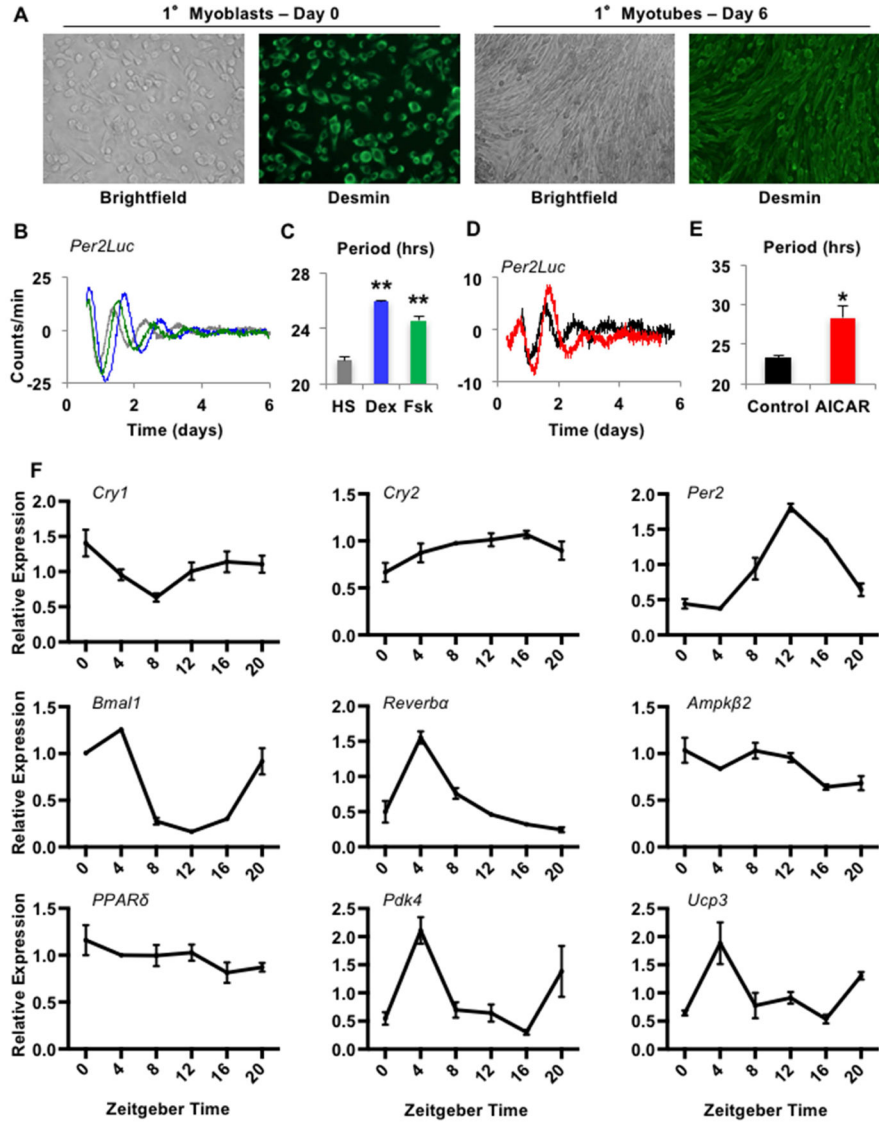 A
1° Myoblasts – Day 0
1° Myotubes – Day 6
Brightfield
Desmin
Brightfield
Desmin
B
Per2Luc
Counts/min
25
0
-25
0 2 4 6
Time (days)
C
Period (hrs)
28
26
24
22
20
**
**
HS Dex Fsk
D
Per2Luc
10
0
-10
0 2 4 6
Time (days)
E
Period (hrs)
35
30
25
20
*
Control AICAR
F
Cry1
Relative Expression
2.0
1.5
1.0
0.5
0.0
0 4 8 12 16 20
Cry2
1.5
1.0
0.5
0.0
0 4 8 12 16 20
Per2
2.0
1.5
1.0
0.5
0.0
0 4 8 12 16 20
Bmal1
Relative Expression
1.5
1.0
0.5
0.0
0 4 8 12 16 20
Reverbα
2.0
1.5
1.0
0.5
0.0
0 4 8 12 16 20
Ampkβ2
1.5
1.0
0.5
0.0
0 4 8 12 16 20
PPARδ
Relative Expression
1.5
1.0
0.5
0.0
0 4 8 12 16 20
Zeitgeber Time
Pdk4
2.5
2.0
1.5
1.0
0.5
0.0
0 4 8 12 16 20
Zeitgeber Time
Ucp3
2.5
2.0
1.5
1.0
0.5
0.0
0 4 8 12 16 20
Zeitgeber Time